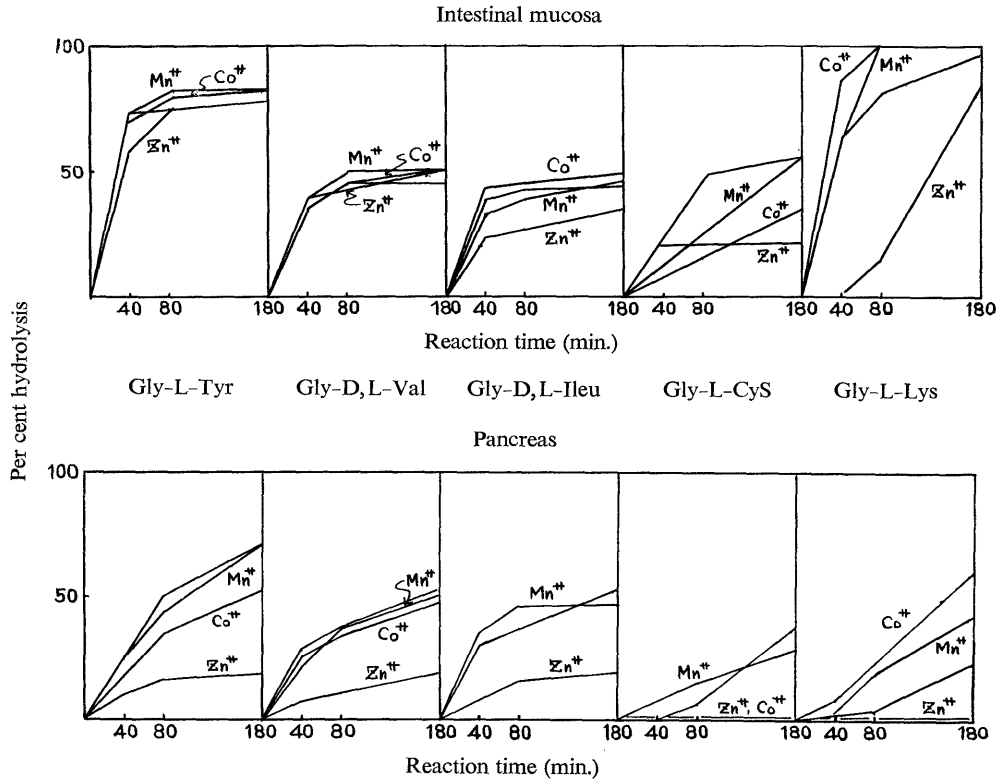 Intestinal mucosa
100
50
Mn⧺ Co⧺ Zn⧺
Mn⧺ Co⧺ Zn⧺
Co⧺ Mn⧺ Zn⧺
Mn⧺ Co⧺ Zn⧺
Co⧺ Mn⧺ Zn⧺
40 80 180 40 80 180 40 80 180 40 80 180 40 80 180
Reaction time (min.)
Per cent hydrolysis
Gly-L-Tyr Gly-D, L-Val Gly-D, L-Ileu Gly-L-CyS Gly-L-Lys
Pancreas
100
50
Mn⧺ Co⧺ Zn⧺
Mn⧺ Co⧺ Zn⧺
Mn⧺ Zn⧺
Mn⧺ Zn⧺, Co⧺
Co⧺ Mn⧺ Zn⧺
40 80 180 40 80 180 40 80 180 40 80 180 40 80 180
Reaction time (min.)